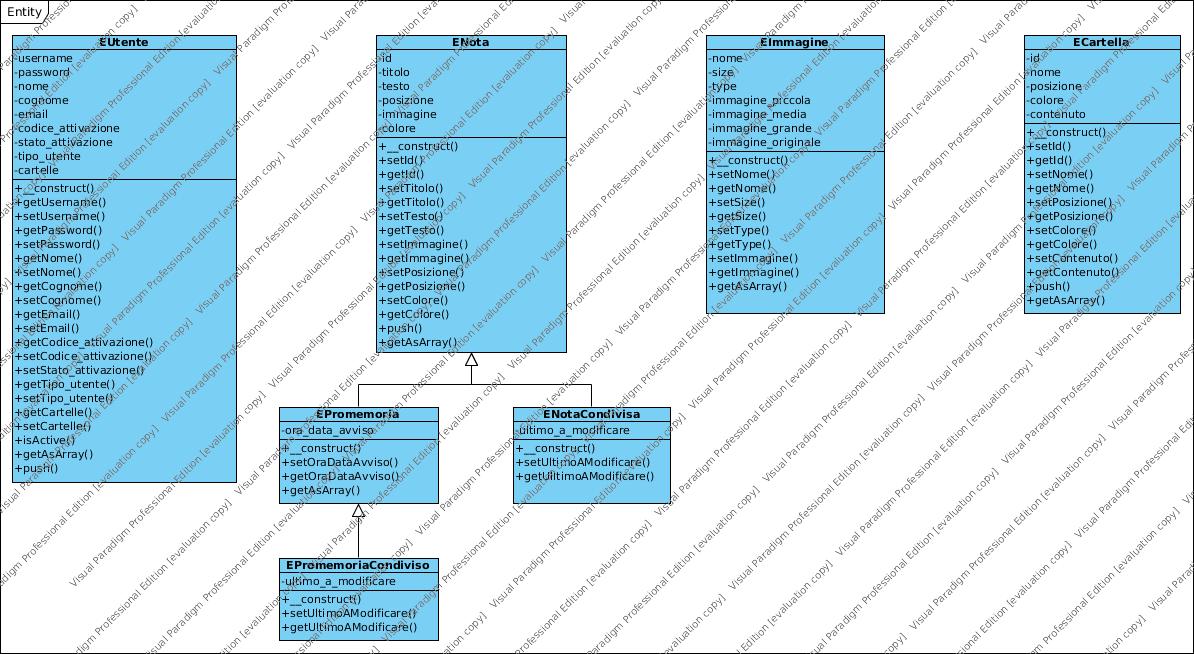 Entity
EUtente
-username
-password
-nome
-cognome
-email
-codice_attivazione
-stato_attivazione
-tipo_utente
-cartelle
+__construct()
+getUsername()
+setUsername()
+getPassword()
+setPassword()
+getNome()
+setNome()
+getCognome()
+setCognome()
+getEmail()
+setEmail()
+getCodice_attivazione()
+setCodice_attivazione()
+setStato_attivazione()
+getTipo_utente()
+setTipo_utente()
+getCartelle()
+setCartelle()
+isActive()
+getAsArray()
+push()
ENota
-id
-titolo
-testo
-posizione
-immagine
-colore
+__construct()
+setId()
+getId()
+setTitolo()
+getTitolo()
+setTesto()
+getTesto()
+setImmagine()
+getImmagine()
+setPosizione()
+getPosizione()
+setColore()
+getColore()
+push()
+getAsArray()
EImmagine
-nome
-size
-type
-immagine_piccola
-immagine_media
-immagine_grande
-immagine_originale
+__construct()
+setNome()
+getNome()
+setSize()
+getSize()
+setType()
+getType()
+setImmagine()
+getImmagine()
+getAsArray()
ECartella
-id
-nome
-posizione
-colore
-contenuto
+__construct()
+setId()
+getId()
+setNome()
+getNome()
+setPosizione()
+getPosizione()
+setColore()
+getColore()
+setContenuto()
+getContenuto()
+push()
+getAsArray()
EPromemoria
-ora_data_avviso
+__construct()
+setOraDataAvviso()
+getOraDataAvviso()
+getAsArray()
ENotaCondivisa
-ultimo_a_modificare
+__construct()
+setUltimoAModificare()
+getUlitimoAModificare()
EPromemoriaCondiviso
-ultimo_a_modificare
+__construct()
+setUltimoAModificare()
+getUltimoAModificare()
Visual Paradigm Professional Edition [evaluation copy]